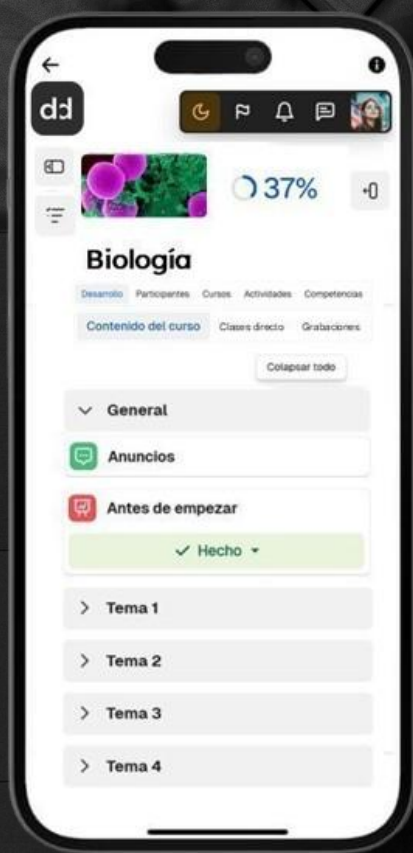 dd
37%
Biología
Desarrollo Participantes Cursos Actividades Competencias
Contenido del curso Clases directo Grabaciones
Colapsar todo
General
Anuncios
Antes de empezar
✓ Hecho
Tema 1
Tema 2
Tema 3
Tema 4